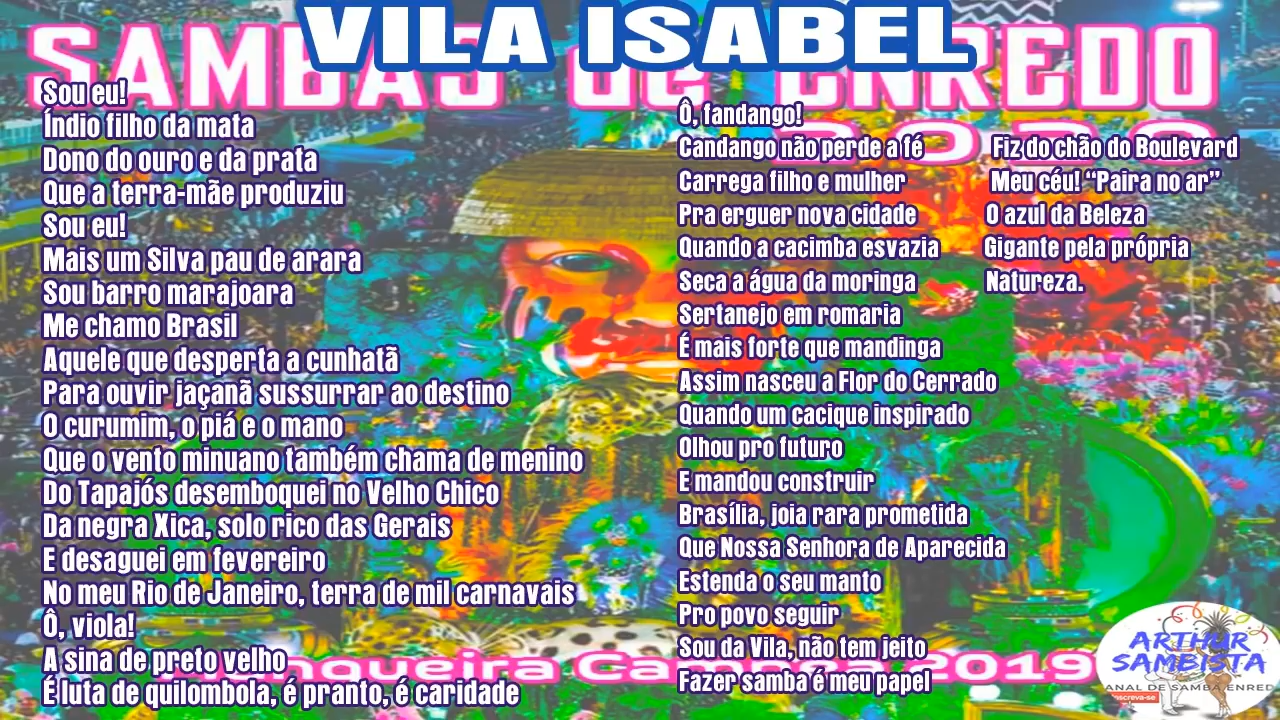 VILA ISABEL
SAMBAS DE ENREDO
2020
Sou eu!
Índio filho da mata
Dono do ouro e da prata
Que a terra-mãe produziu
Sou eu!
Mais um Silva pau de arara
Sou barro marajoara
Me chamo Brasil
Aquele que desperta a cunhatã
Para ouvir jaçanã sussurrar ao destino
O curumim, o piá e o mano
Que o vento minuano também chama de menino
Do Tapajós desemboquei no Velho Chico
Da negra Xica, solo rico das Gerais
E desaguei em fevereiro
No meu Rio de Janeiro, terra de mil carnavais
Ô, viola!
A sina de preto velho
É luta de quilombola, é pranto, é caridade
Ô, fandango!
Candango não perde a fé
Carrega filho e mulher
Pra erguer nova cidade
Quando a cacimba esvazia
Seca a água da moringa
Sertanejo em romaria
É mais forte que mandinga
Assim nasceu a Flor do Cerrado
Quando um cacique inspirado
Olhou pro futuro
E mandou construir
Brasília, joia rara prometida
Que Nossa Senhora de Aparecida
Estenda o seu manto
Pro povo seguir
Sou da Vila, não tem jeito
Fazer samba é meu papel
Fiz do chão do Boulevard
Meu céu! “Paira no ar”
O azul da Beleza
Gigante pela própria
Natureza.
2019
ARTHUR
SAMBISTA
ANAL DE SAMBA ENRED
inscreva-se